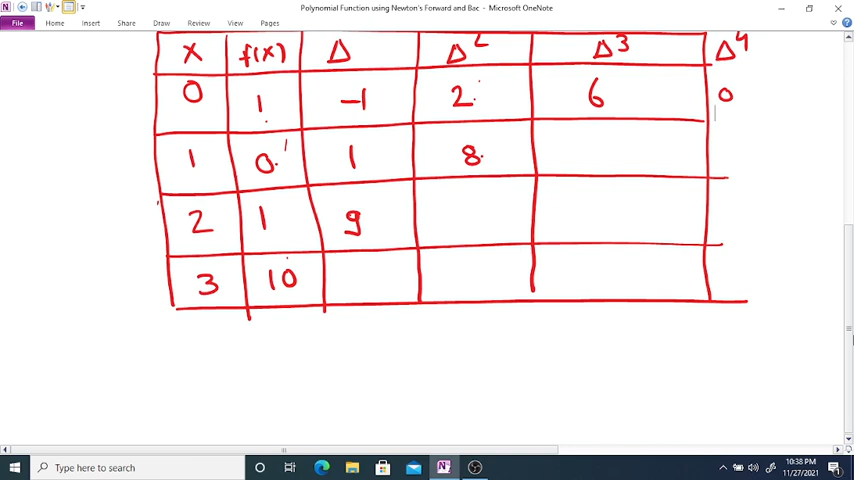 Polynomial Function using Newton's Forward and Bac - Microsoft OneNote
File Home Insert Share Draw Review Pages
x f(x) Δ Δ² Δ³ Δ⁴
0 1 -1 2 6 0
1 0 1 8
2 1 9
3 10
Type here to search
10:38 PM
11/27/2021